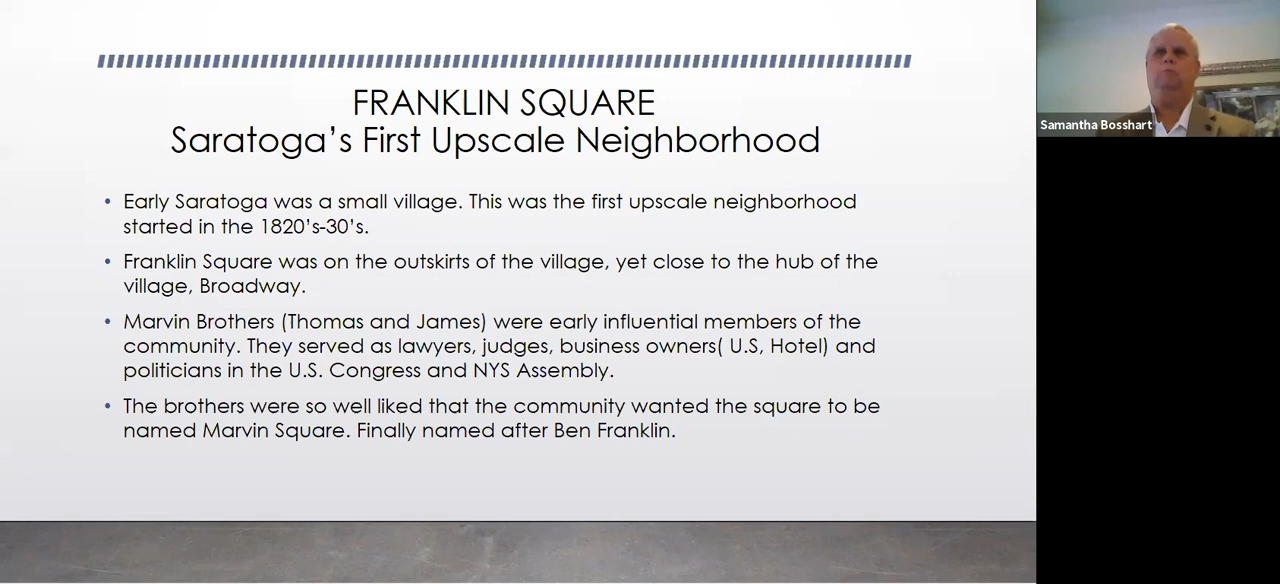 FRANKLIN SQUARE
Saratoga's First Upscale Neighborhood
• Early Saratoga was a small village. This was the first upscale neighborhood
started in the 1820's-30's.
• Franklin Square was on the outskirts of the village, yet close to the hub of the
village, Broadway.
• Marvin Brothers (Thomas and James) were early influential members of the
community. They served as lawyers, judges, business owners( U.S, Hotel) and
politicians in the U.S. Congress and NYS Assembly.
• The brothers were so well liked that the community wanted the square to be
named Marvin Square. Finally named after Ben Franklin.
Samantha Bosshart